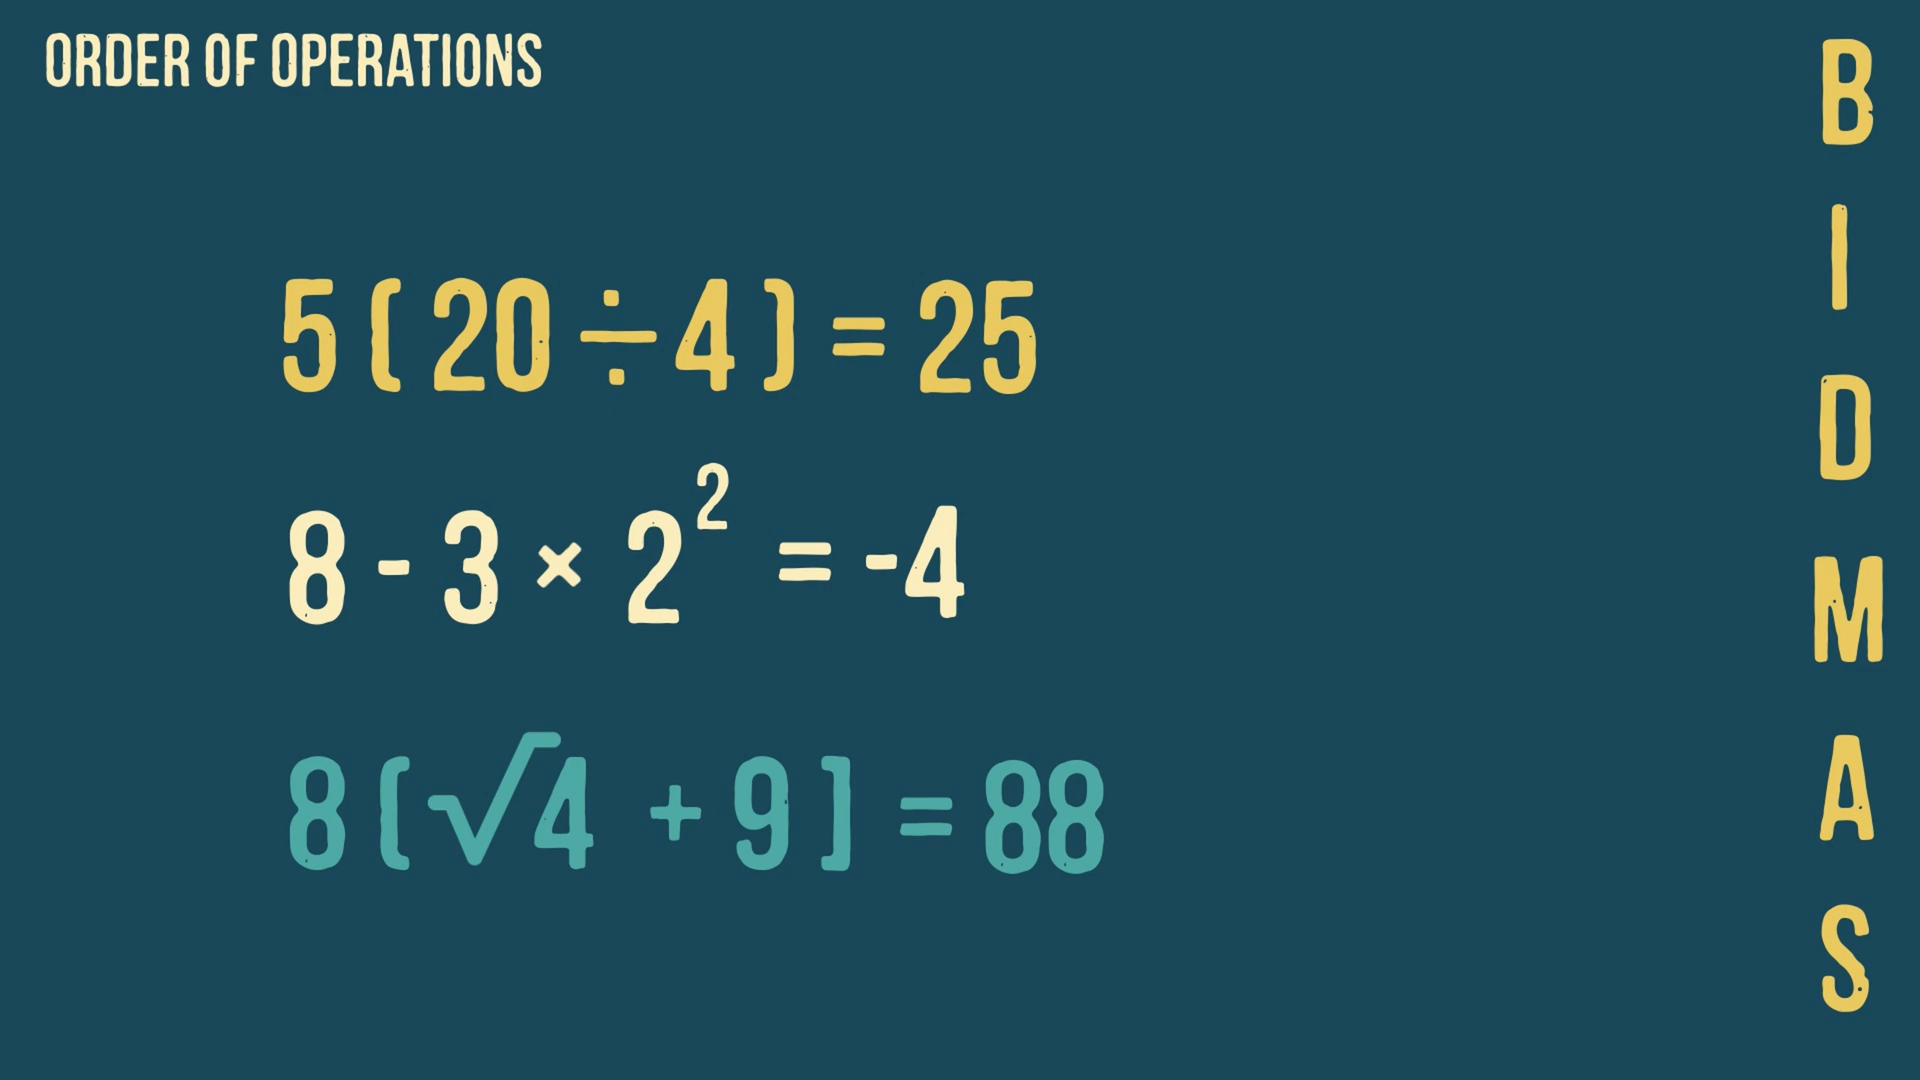 ORDER OF OPERATIONS
5(20÷4)=25
8-3×2²=-4
8(√4+9]=88
B
I
D
M
A
S